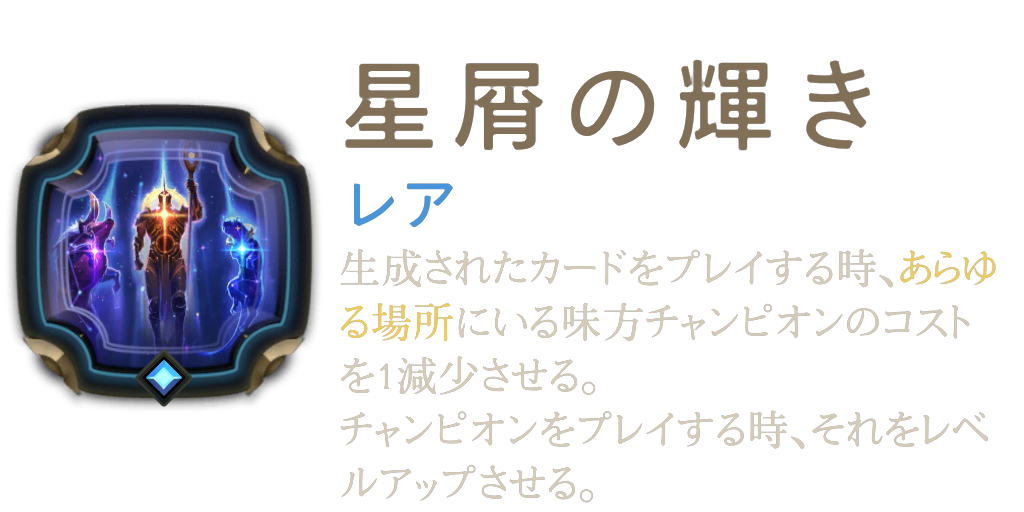 星屑の輝き
レア
生成されたカードをプレイする時、あらゆ
る場所にいる味方チャンピオンのコスト
を1減少させる。
チャンピオンをプレイする時、それをレベ
ルアップさせる。